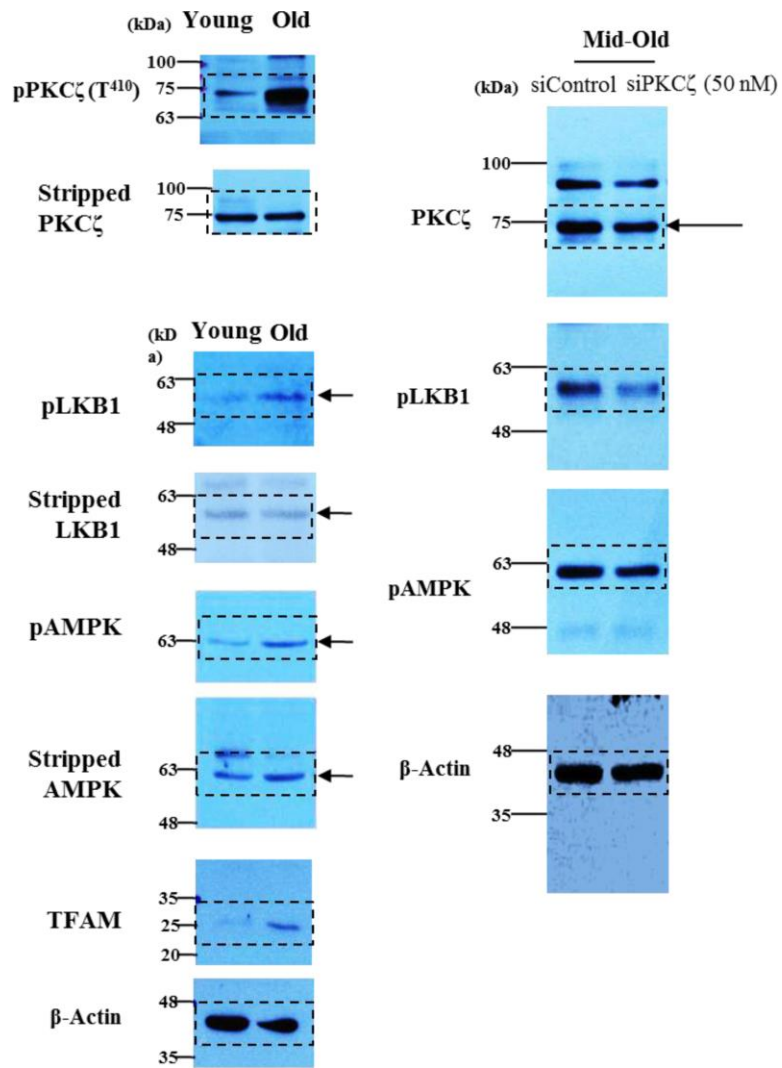 (kDa) Young Old
100
75
63
pPKCζ (T⁴¹⁰)
100
75
Stripped
PKCζ
(kD
a)
Young Old
63
48
pLKB1
63
48
Stripped
LKB1
63
pAMPK
63
48
Stripped
AMPK
35
25
20
TFAM
48
35
β-Actin
Mid-Old
(kDa) siControl siPKCζ (50 nM)
100
75
PKCζ
63
48
pLKB1
63
48
pAMPK
48
35
β-Actin